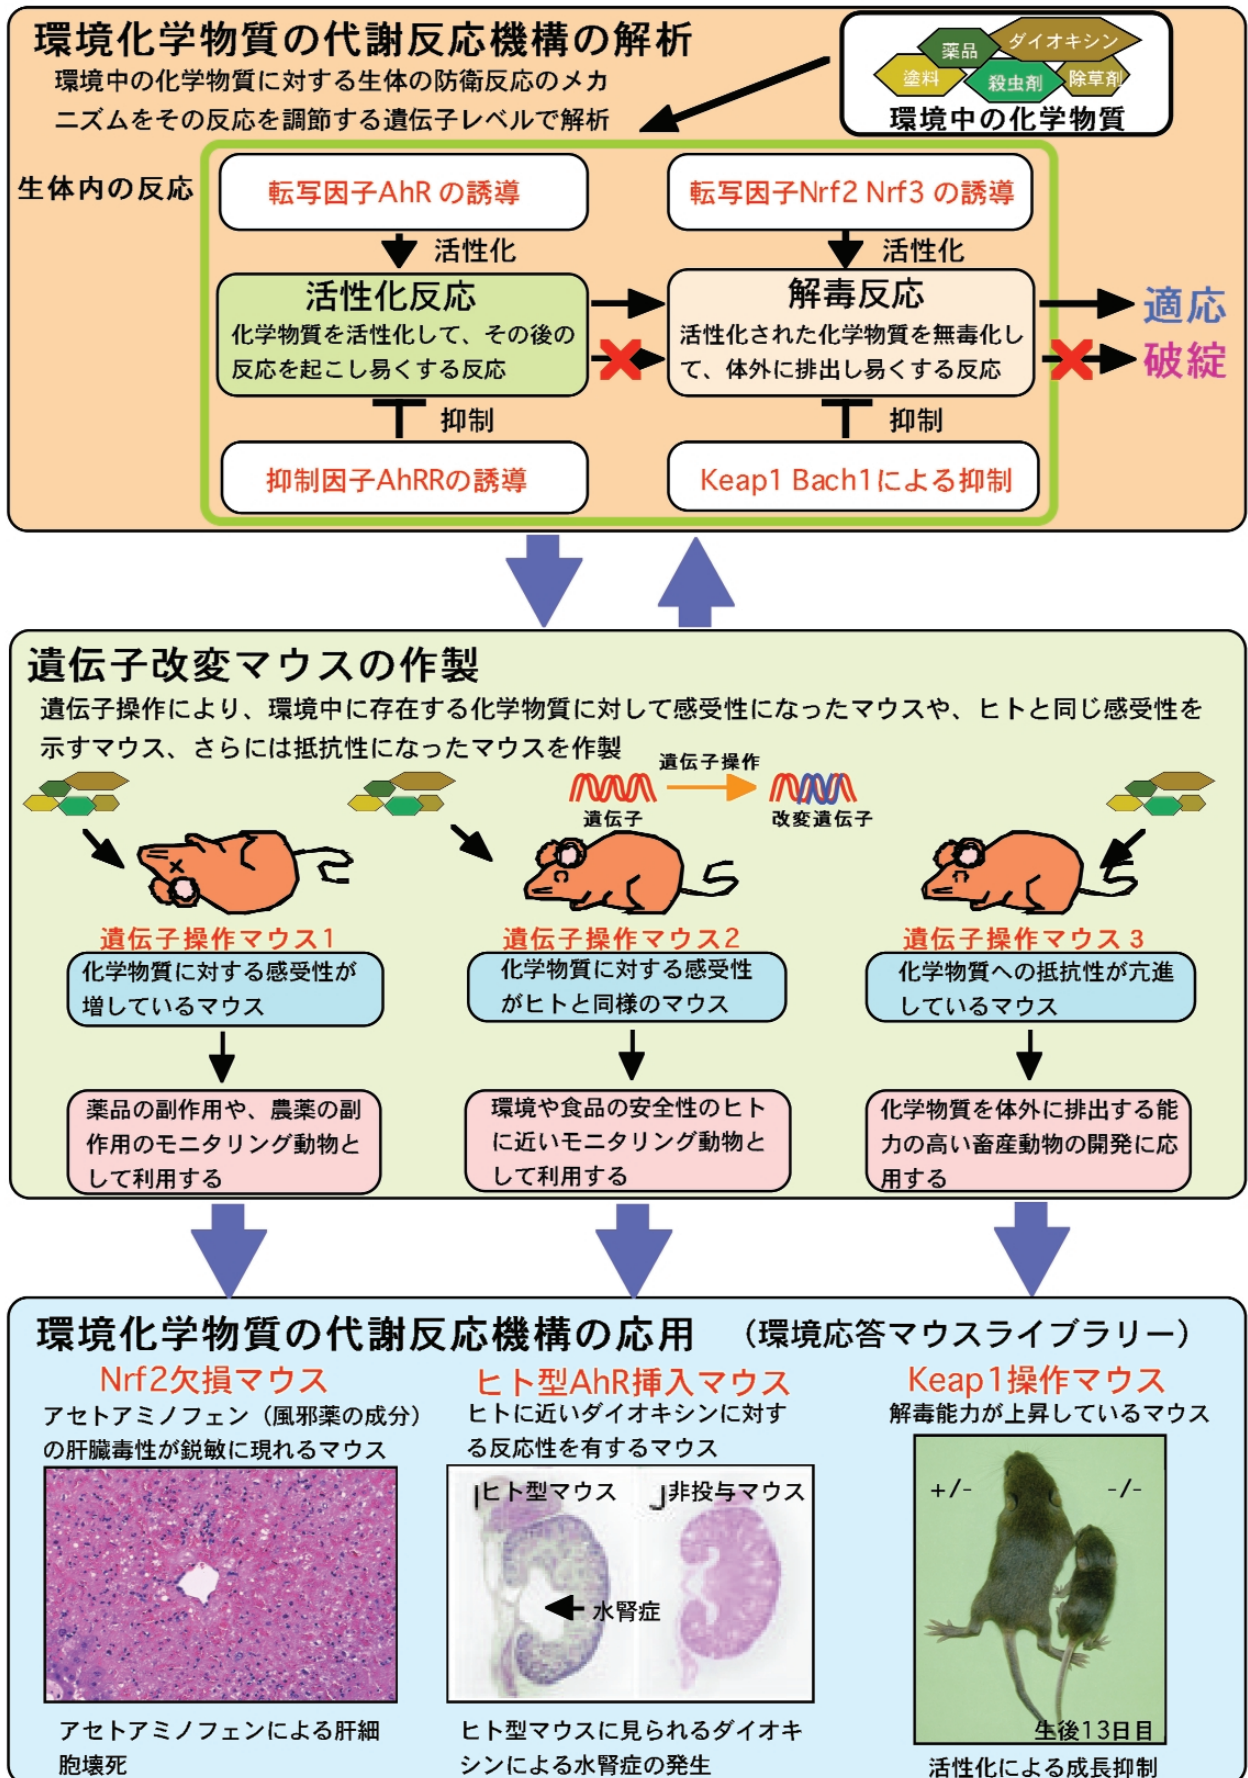 環境化学物質の代謝反応機構の解析
環境中の化学物質に対する生体の防衛反応のメカ
ニズムをその反応を調節する遺伝子レベルで解析
薬品
ダイオキシン
塗料
殺虫剤
除草剤
環境中の化学物質
生体内の反応
転写因子AhR の誘導
転写因子Nrf2 Nrf3 の誘導
活性化
活性化
活性化反応
化学物質を活性化して、その後の
反応を起こし易くする反応
解毒反応
活性化された化学物質を無毒化し
て、体外に排出し易くする反応
適応
破綻
抑制
抑制
抑制因子AhRRの誘導
Keap1 Bach1による抑制
遺伝子改変マウスの作製
遺伝子操作により、環境中に存在する化学物質に対して感受性になったマウスや、ヒトと同じ感受性を
示すマウス、さらには抵抗性になったマウスを作製
遺伝子操作
遺伝子
改変遺伝子
遺伝子操作マウス1
化学物質に対する感受性が
増しているマウス
薬品の副作用や、農薬の副
作用のモニタリング動物と
して利用する
遺伝子操作マウス2
化学物質に対する感受性
がヒトと同様のマウス
環境や食品の安全性のヒト
に近いモニタリング動物と
して利用する
遺伝子操作マウス3
化学物質への抵抗性が亢進
しているマウス
化学物質を体外に排出する能
力の高い畜産動物の開発に応
用する
環境化学物質の代謝反応機構の応用 （環境応答マウスライブラリー）
Nrf2欠損マウス
アセトアミノフェン（風邪薬の成分）
の肝臓毒性が鋭敏に現れるマウス
アセトアミノフェンによる肝細
胞壊死
ヒト型AhR挿入マウス
ヒトに近いダイオキシンに対す
る反応性を有するマウス
I ヒト型マウス
J 非投与マウス
水腎症
ヒト型マウスに見られるダイオキ
シンによる水腎症の発生
Keap1操作マウス
解毒能力が上昇しているマウス
+/-
-/-
生後13日目
活性化による成長抑制